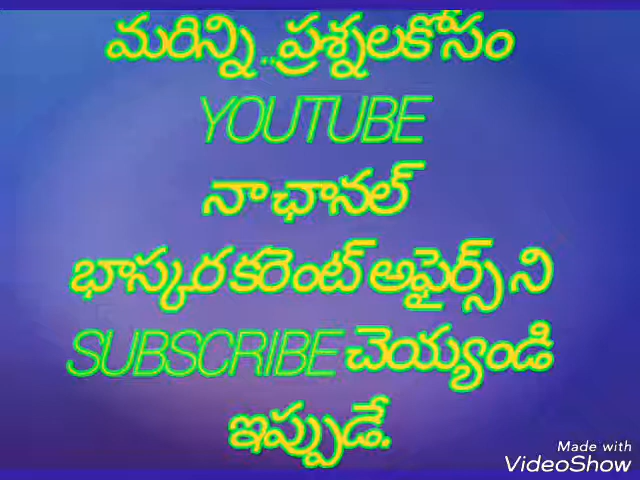 మరిన్ని..ప్రశ్నలకోసం
YOUTUBE
నా ఛానల్
భాస్కర కరెంట్ అఫైర్స్ ని
SUBSCRIBE చెయ్యండి
ఇప్పుడే.
Made with
VideoShow